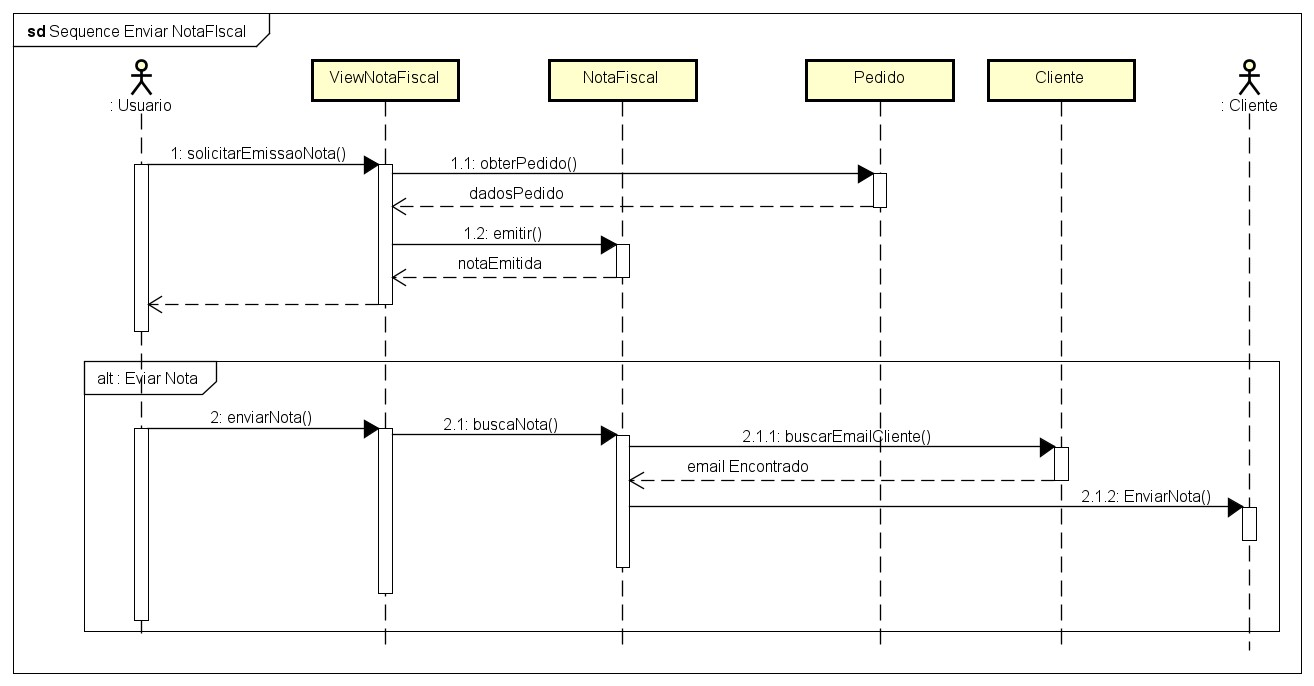 sd Sequence Enviar NotaFIscal
: Usuario
ViewNotaFiscal
NotaFiscal
Pedido
Cliente
: Cliente
1: solicitarEmissaoNota()
1.1: obterPedido()
dadosPedido
1.2: emitir()
notaEmitida
alt : Eviar Nota
2: enviarNota()
2.1: buscaNota()
2.1.1: buscarEmailCliente()
email Encontrado
2.1.2: EnviarNota()